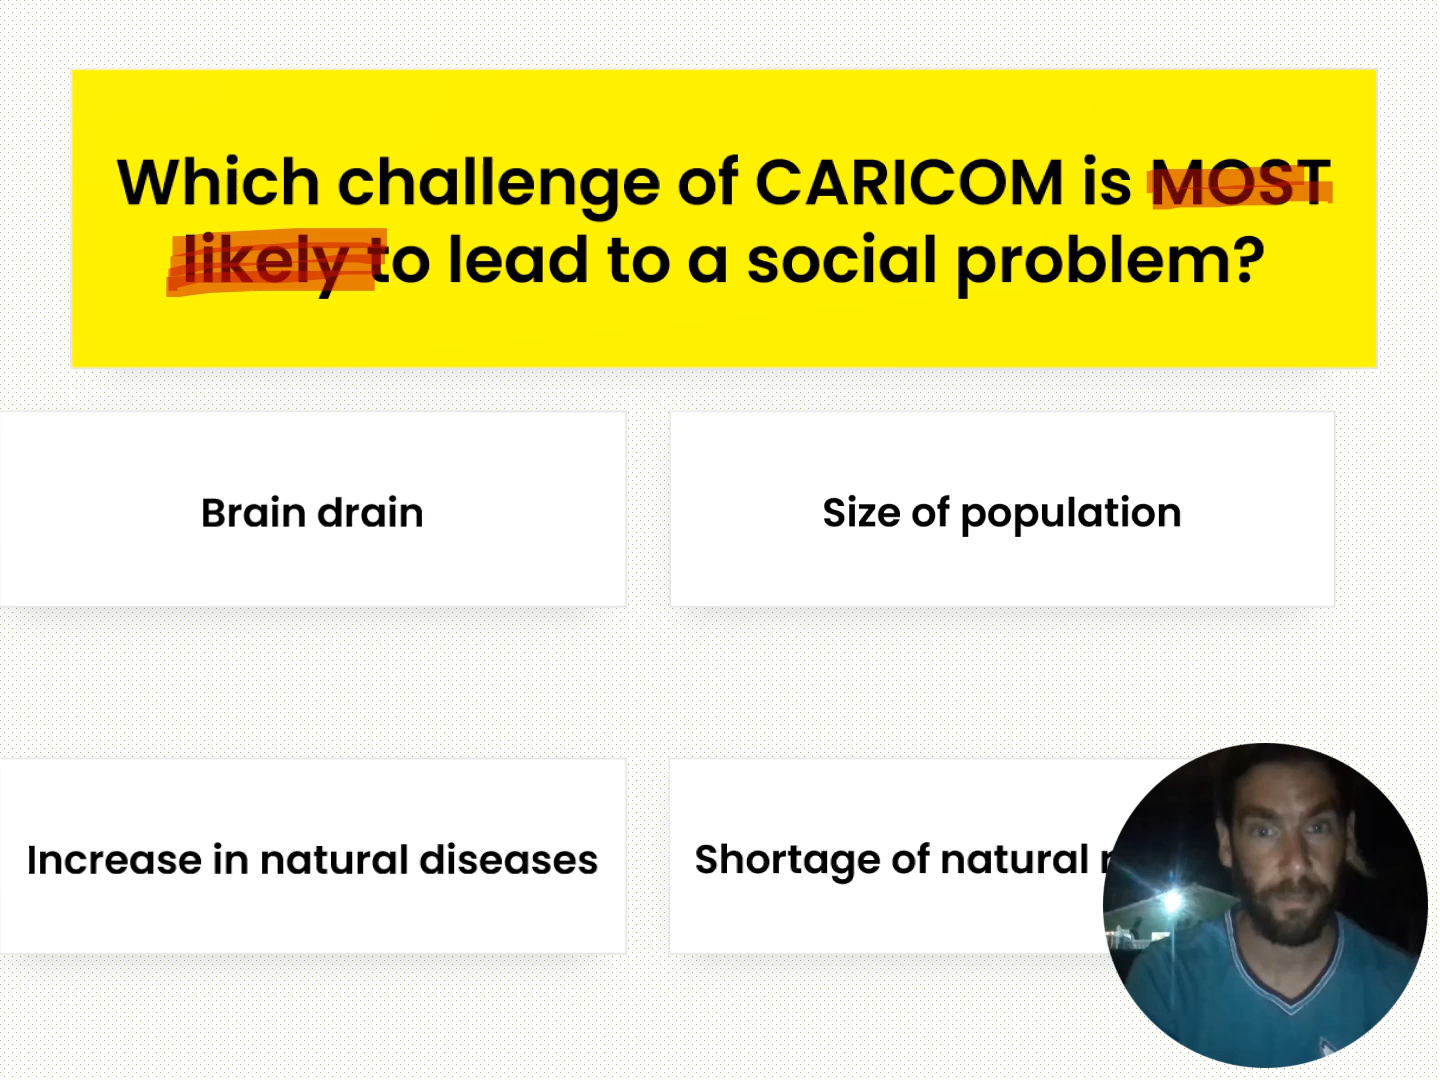 Which challenge of CARICOM is MOST
likely to lead to a social problem?
Brain drain
Size of population
Increase in natural diseases
Shortage of natural